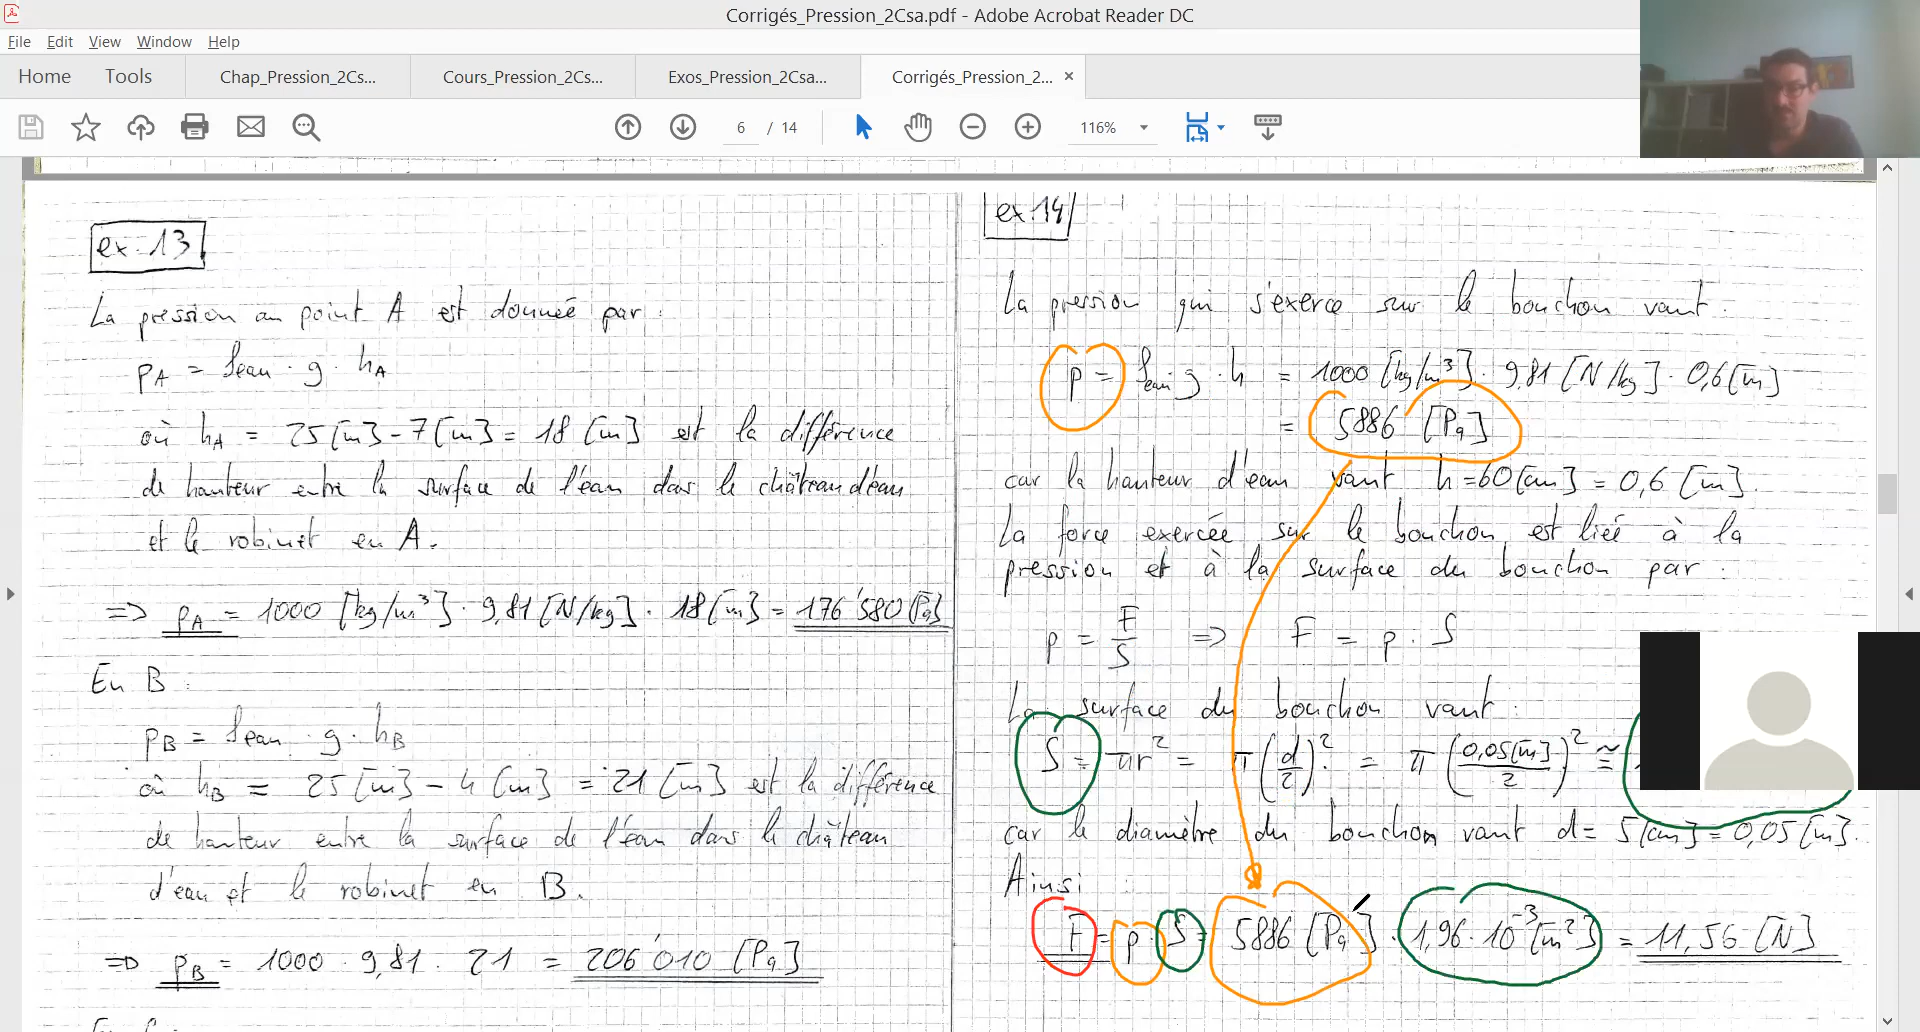 Corrigés_Pression_2Csa.pdf - Adobe Acrobat Reader DC
File Edit View Window Help
Home Tools Chap_Pression_2Cs... Cours_Pression_2Cs... Exos_Pression_2Csa... Corrigés_Pression_2... ×
6 / 14 116%
ex. 13
La pression au point A est donnée par :
pA = ρeau · g · hA
où hA = 25 [m] - 7 [m] = 18 [m] est la différence
de hauteur entre la surface de l'eau dans le château d'eau
et le robinet en A.
=> pA = 1000 [kg/m³] · 9,81 [N/kg] · 18 [m] = 176'580 [Pa]
En B :
pB = ρeau · g · hB
où hB = 25 [m] - 4 [m] = 21 [m] est la différence
de hauteur entre la surface de l'eau dans le château
d'eau et le robinet en B.
=> pB = 1000 · 9,81 · 21 = 206'010 [Pa]
ex. 14
La pression qui s'exerce sur le bouchon vaut :
p = ρeau · g · h = 1000 [kg/m³] · 9,81 [N/kg] · 0,6 [m]
= 5886 [Pa]
car la hauteur d'eau vaut h = 60 [cm] = 0,6 [m].
La force exercée sur le bouchon est liée à la
pression et à la surface du bouchon par :
p = F/S => F = p · S
La surface du bouchon vaut :
S = πr² = π(d/2)² = π(0,05[m]/2)² ≅
car le diamètre du bouchon vaut d = 5 [cm] = 0,05 [m].
Ainsi :
F = p · S = 5886 [Pa] · 1,96 · 10⁻³ [m²] = 11,56 [N]